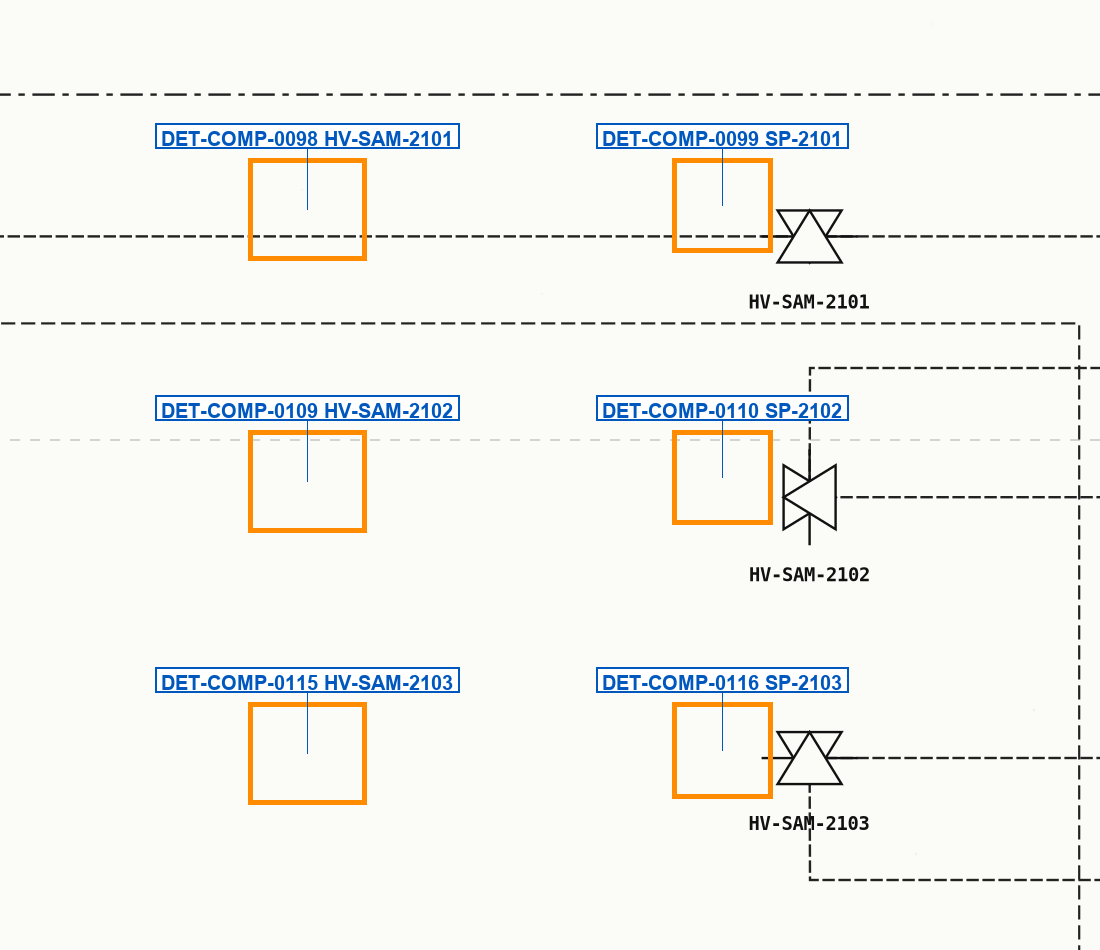 DET-COMP-0098 HV-SAM-2101
DET-COMP-0099 SP-2101
HV-SAM-2101
DET-COMP-0109 HV-SAM-2102
DET-COMP-0110 SP-2102
HV-SAM-2102
DET-COMP-0115 HV-SAM-2103
DET-COMP-0116 SP-2103
HV-SAM-2103